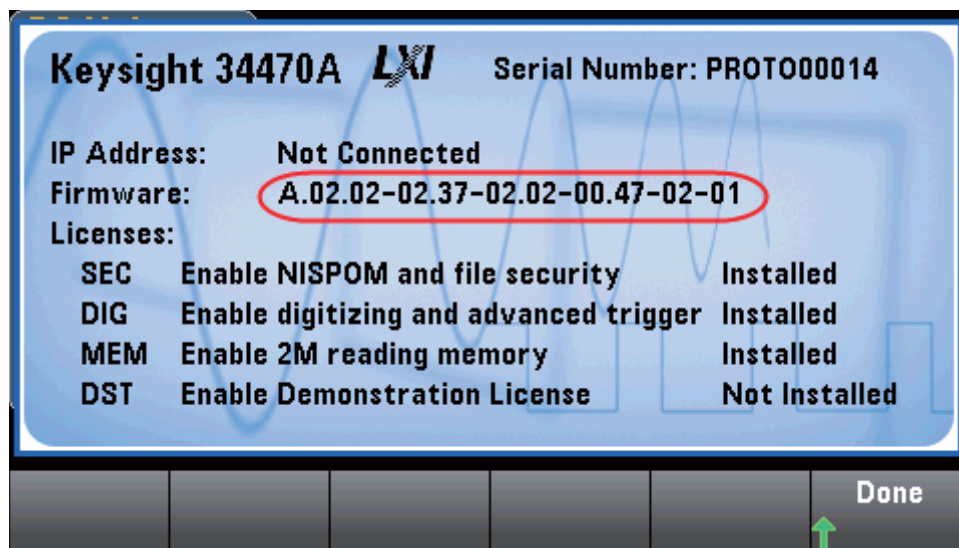 Keysight 34470A LXI Serial Number: PROTO00014
IP Address: Not Connected
Firmware: A.02.02-02.37-02.02-00.47-02-01
Licenses:
SEC Enable NISPOM and file security Installed
DIG Enable digitizing and advanced trigger Installed
MEM Enable 2M reading memory Installed
DST Enable Demonstration License Not Installed
Done